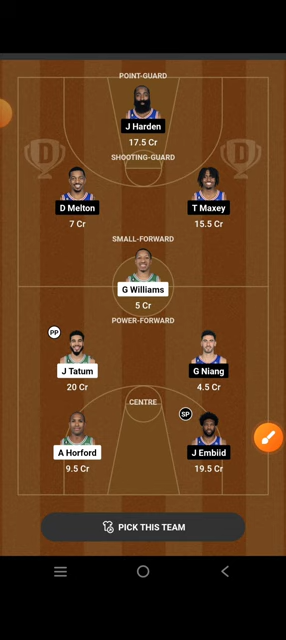 POINT-GUARD
J Harden
17.5 Cr
SHOOTING-GUARD
D Melton
T Maxey
7 Cr
15.5 Cr
SMALL-FORWARD
G Williams
5 Cr
POWER-FORWARD
PP
J Tatum
G Niang
20 Cr
4.5 Cr
CENTRE
SP
A Horford
J Embiid
9.5 Cr
19.5 Cr
PICK THIS TEAM
D
D